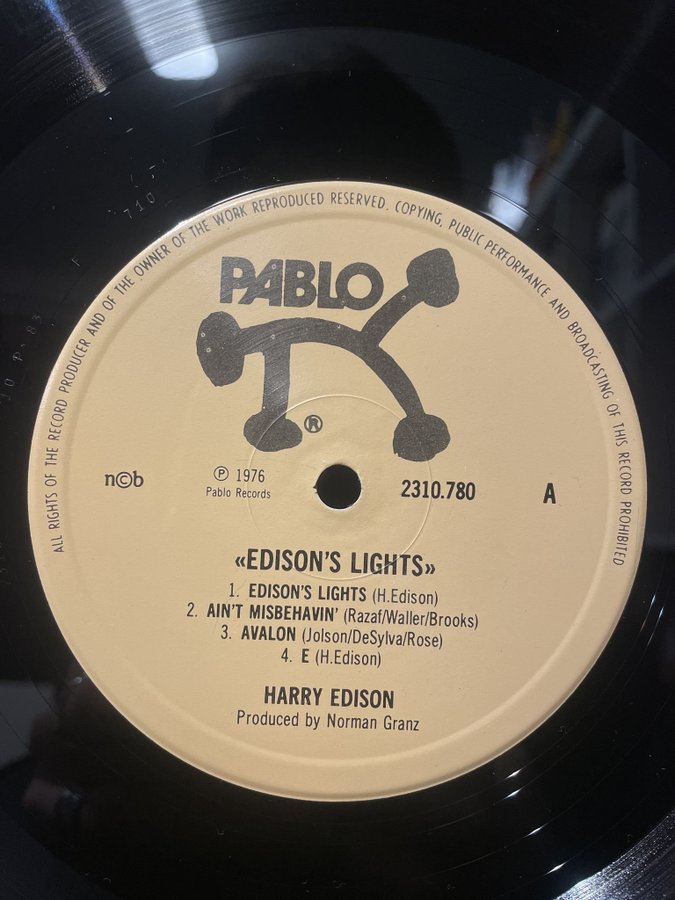 ALL RIGHTS OF THE RECORD PRODUCER AND OF THE OWNER OF THE WORK REPRODUCED RESERVED. COPYING, PUBLIC PERFORMANCE AND BROADCASTING OF THIS RECORD PROHIBITED
PABLO
®
n©b
℗ 1976
Pablo Records
2310.780
A
«EDISON'S LIGHTS»
1. EDISON'S LIGHTS (H.Edison)
2. AIN'T MISBEHAVIN' (Razaf/Waller/Brooks)
3. AVALON (Jolson/DeSylva/Rose)
4. E (H.Edison)
HARRY EDISON
Produced by Norman Granz
710